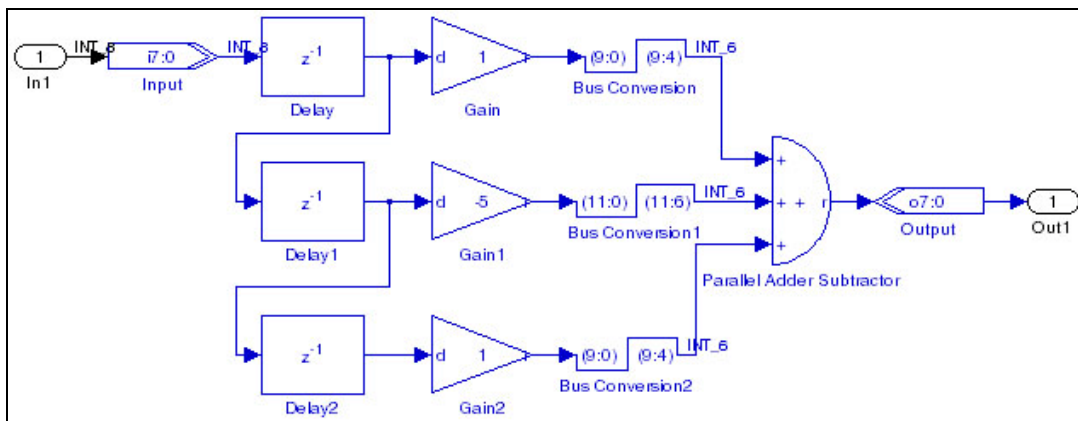 1
In1
INT_8
i7:0
Input
INT_8
z-1
Delay
d 1
Gain
(9:0) (9:4)
Bus Conversion
INT_6
z-1
Delay1
d -5
Gain1
(11:0) (11:6)
Bus Conversion1
INT_6
+
+ + r
+
Parallel Adder Subtractor
o7:0
Output
1
Out1
z-1
Delay2
d 1
Gain2
(9:0) (9:4)
Bus Conversion2
INT_6